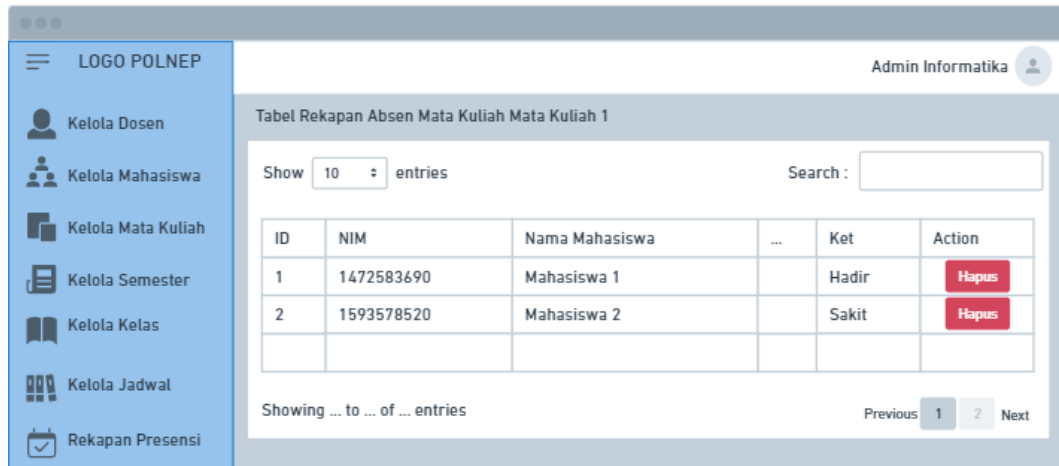 LOGO POLNEP
Admin Informatika
Kelola Dosen
Kelola Mahasiswa
Kelola Mata Kuliah
Kelola Semester
Kelola Kelas
Kelola Jadwal
Rekapan Presensi
Tabel Rekapan Absen Mata Kuliah Mata Kuliah 1
Show 10 entries Search :
ID NIM Nama Mahasiswa ... Ket Action
1 1472583690 Mahasiswa 1 Hadir Hapus
2 1593578520 Mahasiswa 2 Sakit Hapus
Showing ... to ... of ... entries Previous 1 2 Next